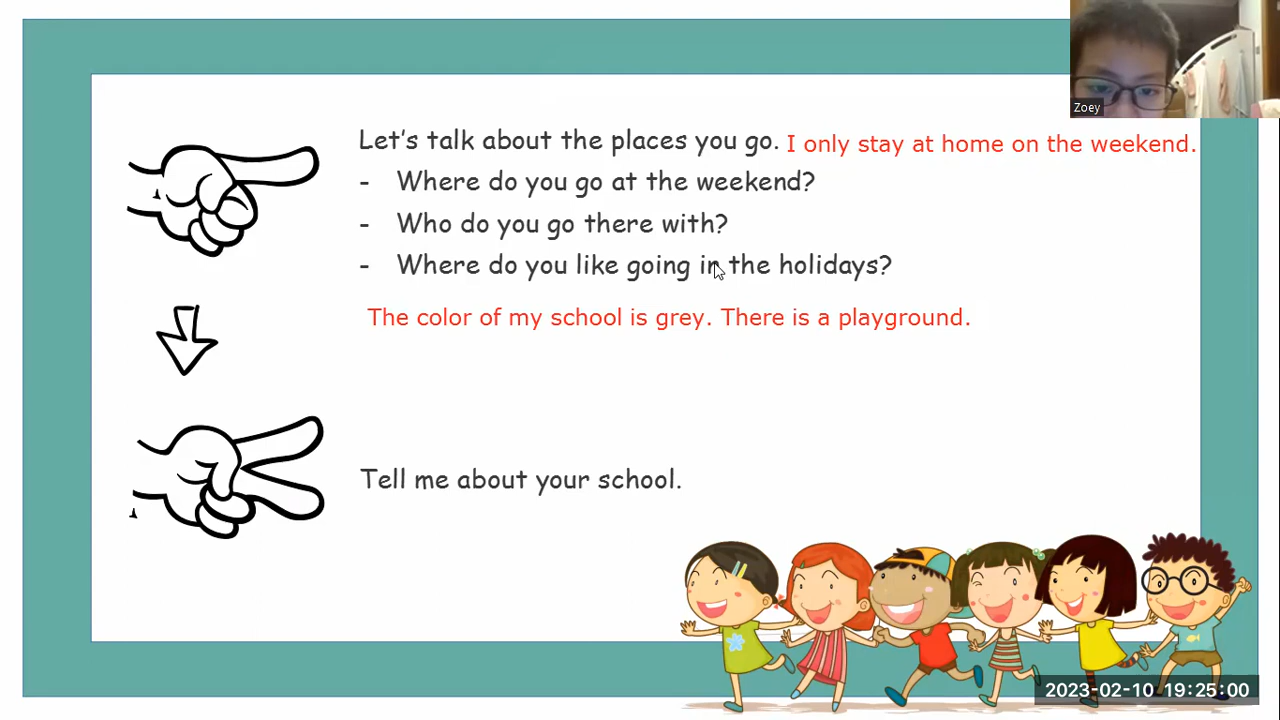 Zoey
Let's talk about the places you go. I only stay at home on the weekend.
- Where do you go at the weekend?
- Who do you go there with?
- Where do you like going in the holidays?
The color of my school is grey. There is a playground.
Tell me about your school.
2023-02-10 19:25:00